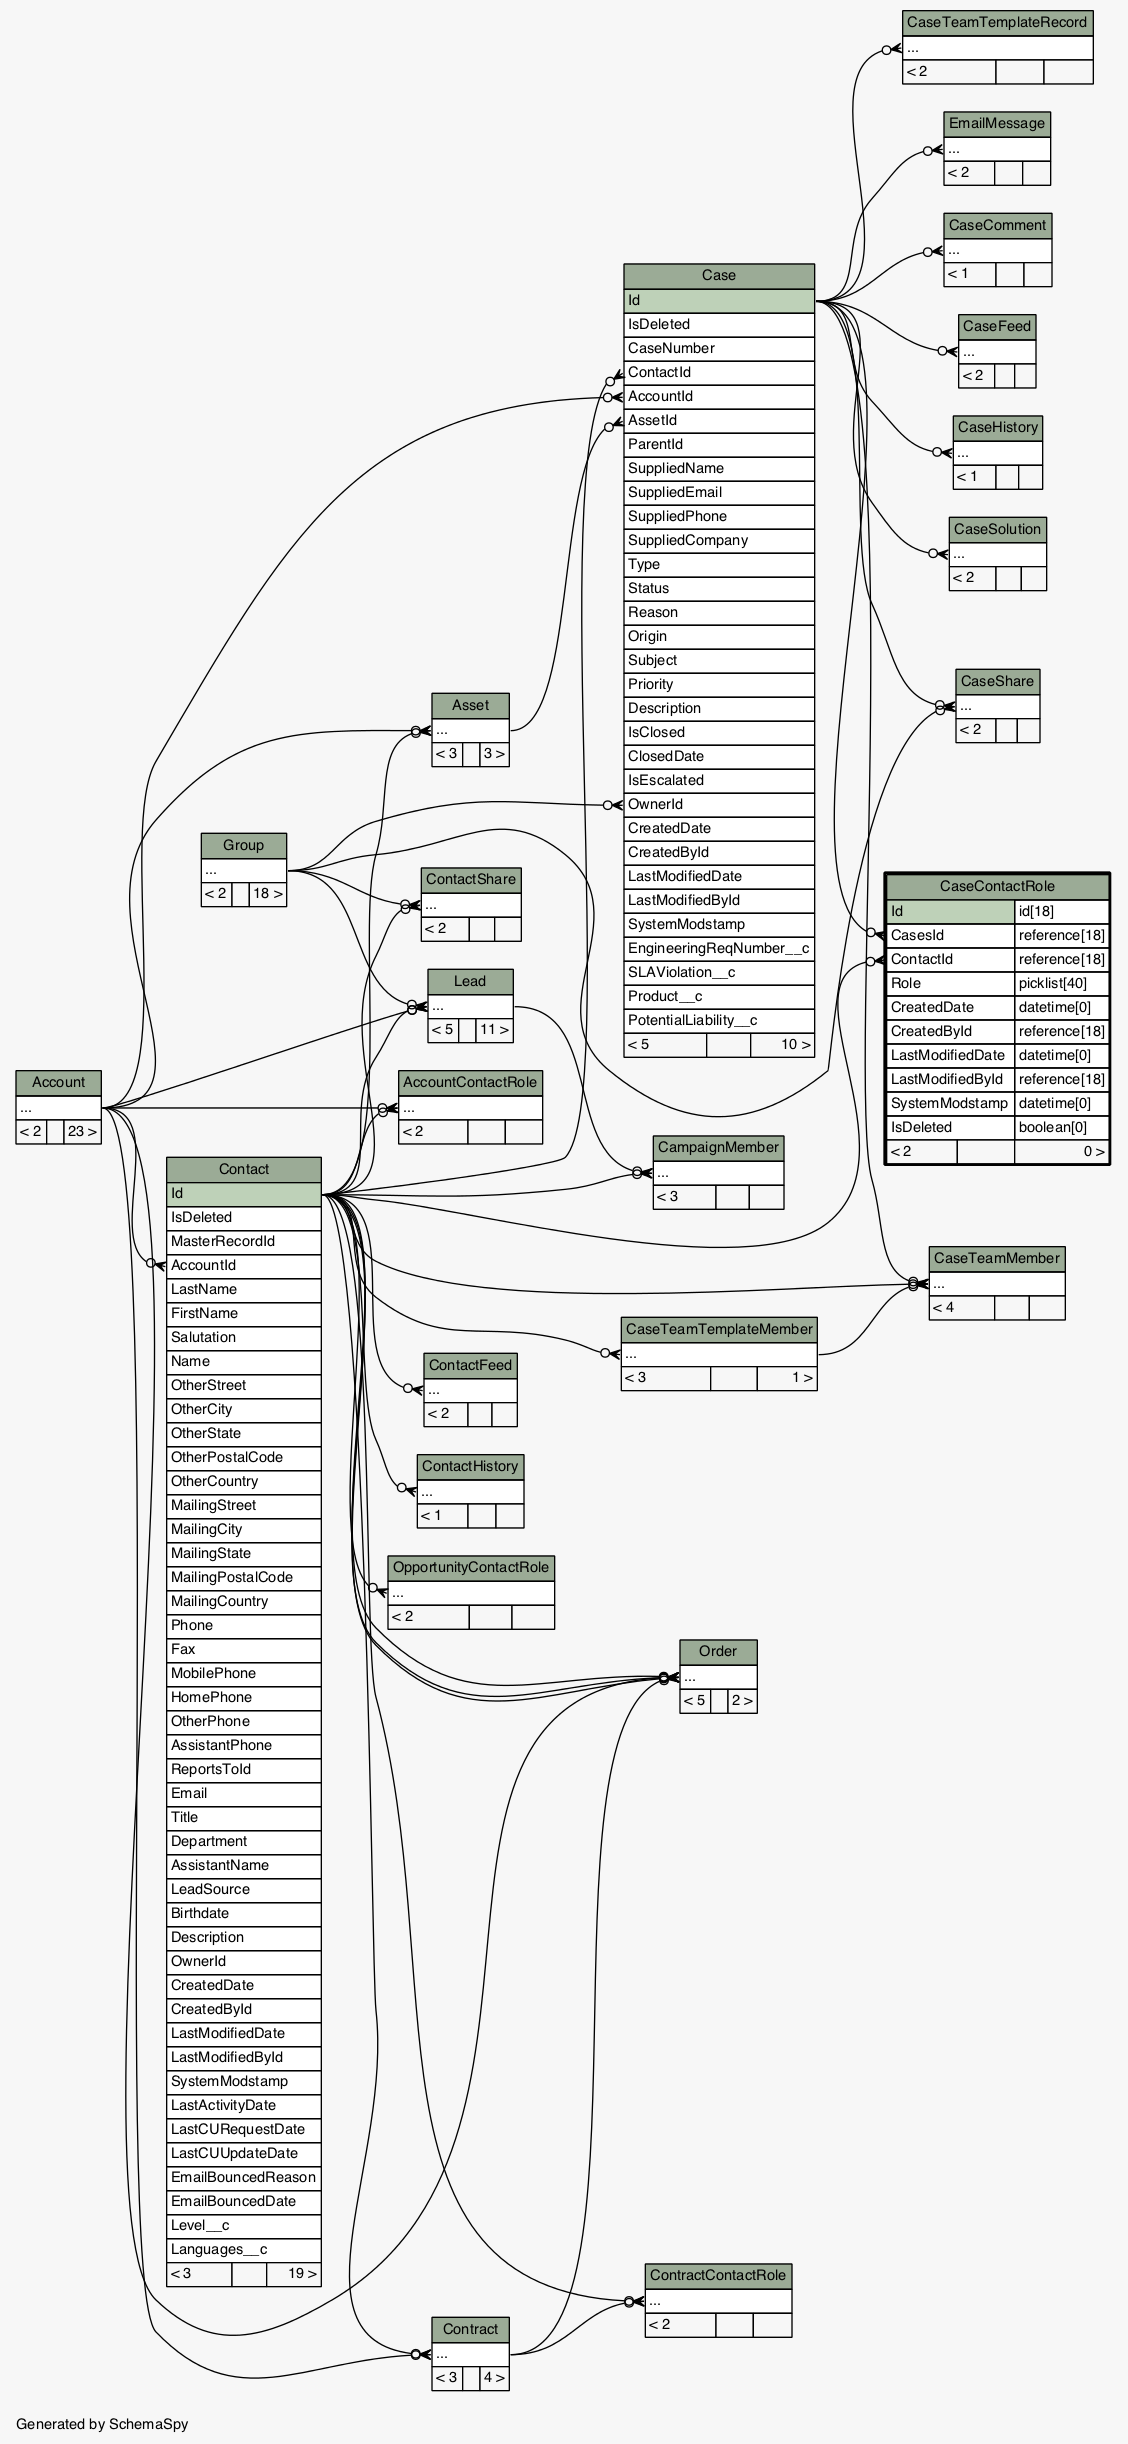 CaseTeamTemplateRecord
...
< 2
EmailMessage
...
< 2
CaseComment
...
< 1
CaseFeed
...
< 2
CaseHistory
...
< 1
CaseSolution
...
< 2
CaseShare
...
< 2
Case
Id
IsDeleted
CaseNumber
ContactId
AccountId
AssetId
ParentId
SuppliedName
SuppliedEmail
SuppliedPhone
SuppliedCompany
Type
Status
Reason
Origin
Subject
Priority
Description
IsClosed
ClosedDate
IsEscalated
OwnerId
CreatedDate
CreatedById
LastModifiedDate
LastModifiedById
SystemModstamp
EngineeringReqNumber__c
SLAViolation__c
Product__c
PotentialLiability__c
< 5 10 >
Asset
...
< 3 3 >
Group
...
< 2 18 >
ContactShare
...
< 2
Lead
...
< 5 11 >
CaseContactRole
Id id[18]
CasesId reference[18]
ContactId reference[18]
Role picklist[40]
CreatedDate datetime[0]
CreatedById reference[18]
LastModifiedDate datetime[0]
LastModifiedById reference[18]
SystemModstamp datetime[0]
IsDeleted boolean[0]
< 2 0 >
Account
...
< 2 23 >
AccountContactRole
...
< 2
CampaignMember
...
< 3
Contact
Id
IsDeleted
MasterRecordId
AccountId
LastName
FirstName
Salutation
Name
OtherStreet
OtherCity
OtherState
OtherPostalCode
OtherCountry
MailingStreet
MailingCity
MailingState
MailingPostalCode
MailingCountry
Phone
Fax
MobilePhone
HomePhone
OtherPhone
AssistantPhone
ReportsToId
Email
Title
Department
AssistantName
LeadSource
Birthdate
Description
OwnerId
CreatedDate
CreatedById
LastModifiedDate
LastModifiedById
SystemModstamp
LastActivityDate
LastCURequestDate
LastCUUpdateDate
EmailBouncedReason
EmailBouncedDate
Level__c
Languages__c
< 3 19 >
CaseTeamMember
...
< 4
CaseTeamTemplateMember
...
< 3 1 >
ContactFeed
...
< 2
ContactHistory
...
< 1
OpportunityContactRole
...
< 2
Order
...
< 5 2 >
ContractContactRole
...
< 2
Contract
...
< 3 4 >
Generated by SchemaSpy